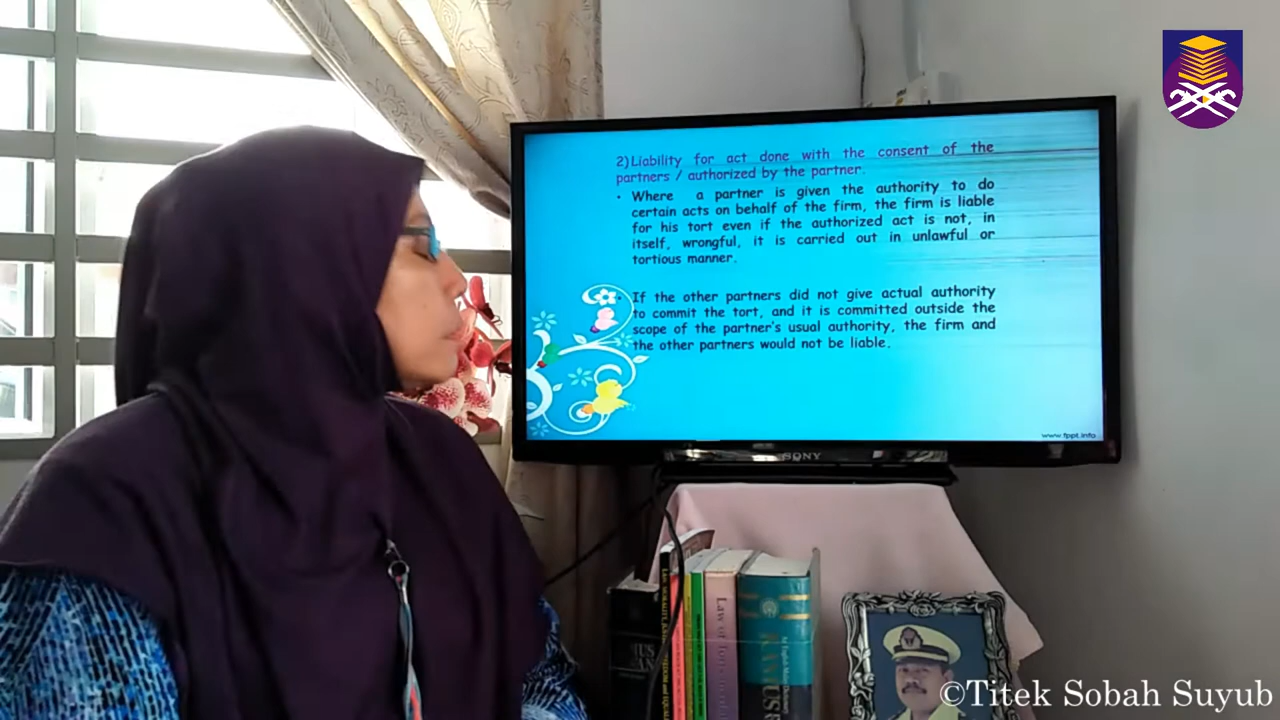 2)Liability for act done with the consent of the
partners / authorized by the partner.
• Where a partner is given the authority to do
certain acts on behalf of the firm, the firm is liable
for his tort even if the authorized act is not, in
itself, wrongful, it is carried out in unlawful or
tortious manner.
• If the other partners did not give actual authority
to commit the tort, and it is committed outside the
scope of the partner's usual authority, the firm and
the other partners would not be liable.
www.fppt.info
SONY
Law of Torts
©Titek Sobah Suyub